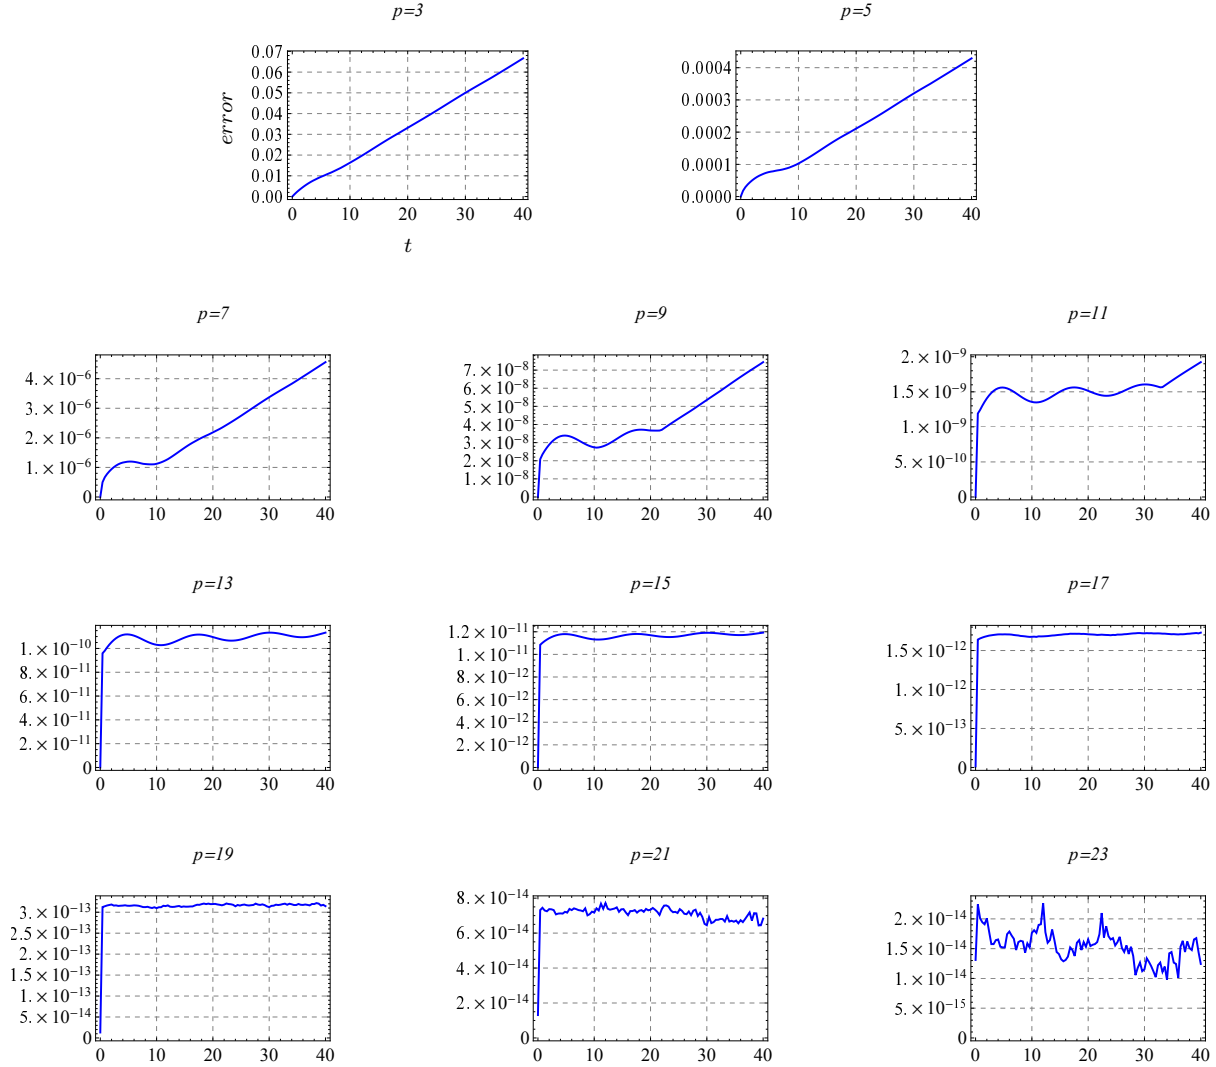 p=3
0.07
0.06
0.05
0.04
0.03
0.02
0.01
0.00
error
0 10 20 30 40
t
p=5
0.0004
0.0003
0.0002
0.0001
0.0000
0 10 20 30 40
p=7
4.×10⁻⁶
3.×10⁻⁶
2.×10⁻⁶
1.×10⁻⁶
0
0 10 20 30 40
p=9
7.×10⁻⁸
6.×10⁻⁸
5.×10⁻⁸
4.×10⁻⁸
3.×10⁻⁸
2.×10⁻⁸
1.×10⁻⁸
0
0 10 20 30 40
p=11
2.×10⁻⁹
1.5×10⁻⁹
1.×10⁻⁹
5.×10⁻¹⁰
0
0 10 20 30 40
p=13
1.×10⁻¹⁰
8.×10⁻¹¹
6.×10⁻¹¹
4.×10⁻¹¹
2.×10⁻¹¹
0
0 10 20 30 40
p=15
1.2×10⁻¹¹
1.×10⁻¹¹
8.×10⁻¹²
6.×10⁻¹²
4.×10⁻¹²
2.×10⁻¹²
0
0 10 20 30 40
p=17
1.5×10⁻¹²
1.×10⁻¹²
5.×10⁻¹³
0
0 10 20 30 40
p=19
3.×10⁻¹³
2.5×10⁻¹³
2.×10⁻¹³
1.5×10⁻¹³
1.×10⁻¹³
5.×10⁻¹⁴
0
0 10 20 30 40
p=21
8.×10⁻¹⁴
6.×10⁻¹⁴
4.×10⁻¹⁴
2.×10⁻¹⁴
0
0 10 20 30 40
p=23
2.×10⁻¹⁴
1.5×10⁻¹⁴
1.×10⁻¹⁴
5.×10⁻¹⁵
0
0 10 20 30 40